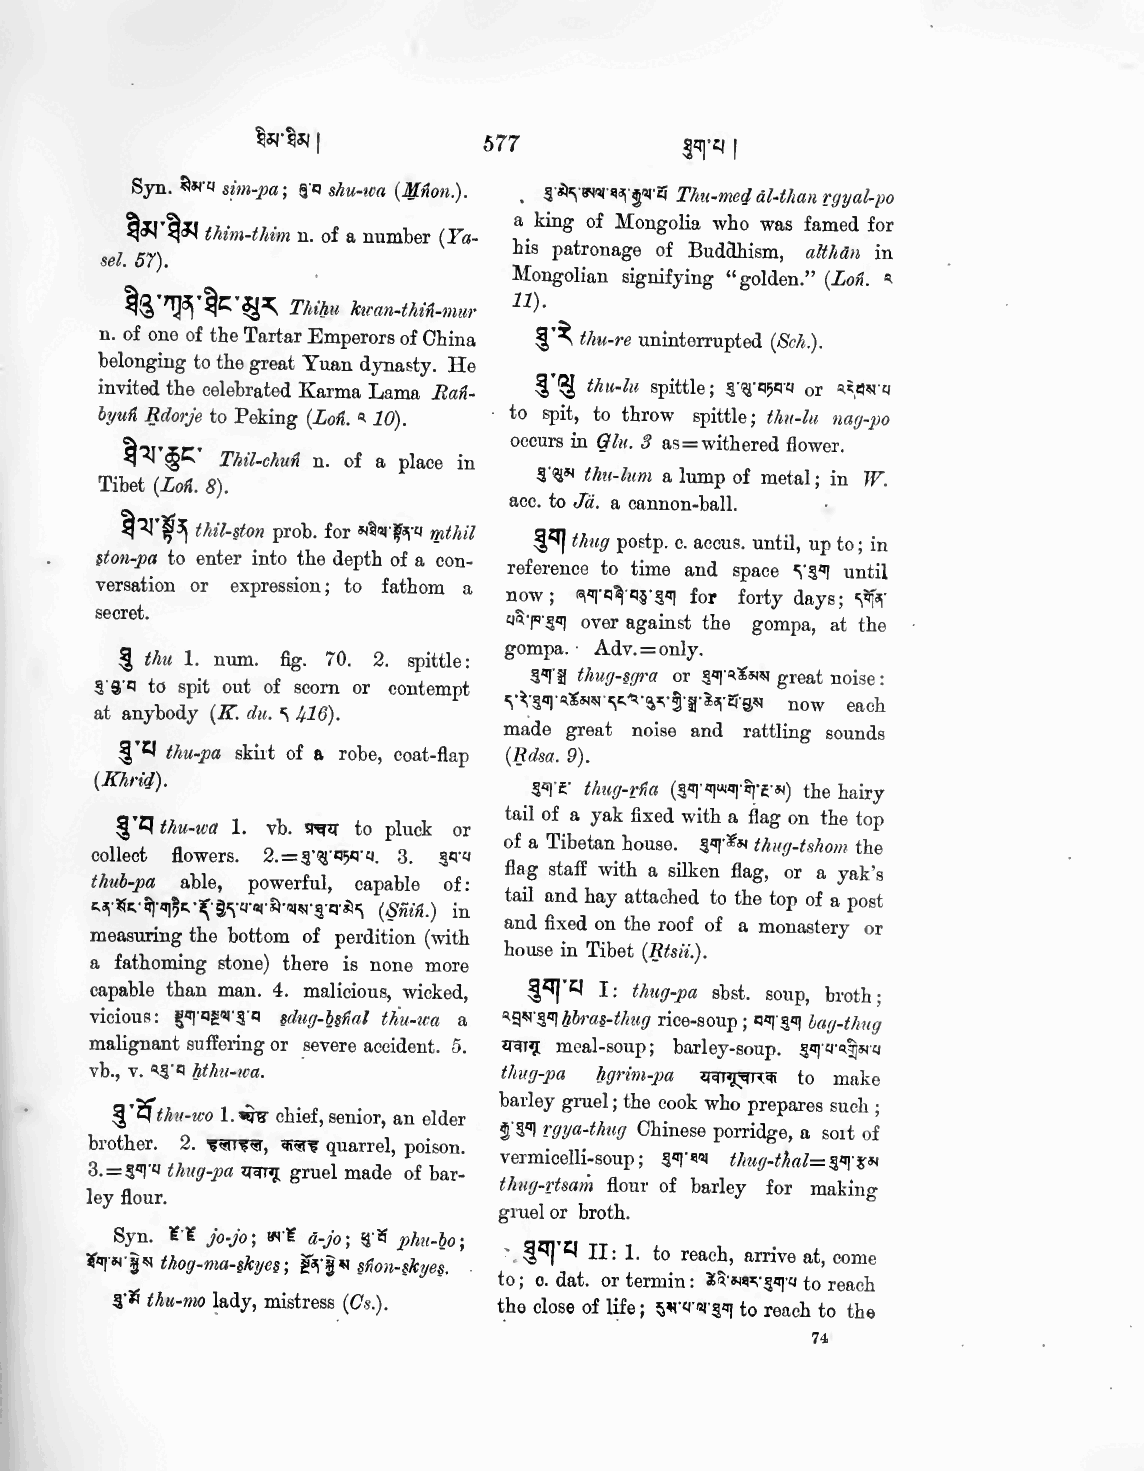 ཐིམ་ཐིམ།
577
ཐུག་པ།
Syn. སིམ་པ sim-pa; ཞུ་བ shu-wa (Mṅon.).
ཐིམ་ཐིམ thim-thim n. of a number (Ya-
sel. 57).
ཐིཧུ་ཀྭན་ཐིང་མུར Thiḥu kwan-thiṅ-mur
n. of one of the Tartar Emperors of China
belonging to the great Yuan dynasty. He
invited the celebrated Karma Lama Raṅ-
byuṅ Rdorje to Peking (Loṅ. ༢ 10).
ཐིལ་ཆུང་ Thil-chuṅ n. of a place in
Tibet (Loṅ. 8).
ཐིལ་སྟོན thil-ston prob. for མཐིལ་སྟོན་པ mthil
ston-pa to enter into the depth of a con-
versation or expression; to fathom a
secret.
ཐུ thu 1. num. fig. 70. 2. spittle:
to spit out of scorn or contempt
at anybody (K. du. ད 416).
ཐུ་པ thu-pa skirt of a robe, coat-flap
(Khrid).
ཐུ་བ thu-wa 1. vb. प्रचय to pluck or
collect flowers. 2.=ཐུ་ལུ་བཏབ་པ. 3. ཐུབ་པ
thub-pa able, powerful, capable of:
(Sñiṅ.) in
measuring the bottom of perdition (with
a fathoming stone) there is none more
capable than man. 4. malicious, wicked,
vicious: སྡུག་བསྔལ་ཐུ་བ sdug-bsṅal thu-wa a
malignant suffering or severe accident. 5.
vb., v. འཐུ་བ ḥthu-wa.
ཐུ་བོ thu-wo 1. ज्येष्ठ chief, senior, an elder
brother. 2. हलाहल, कलह quarrel, poison.
3.=ཐུག་པ thug-pa यवागू gruel made of bar-
ley flour.
Syn. ཇོ་ཇོ jo-jo; ཨ་ཇོ ā-jo; ཕུ་བོ phu-bo;
ཐོག་མ་སྐྱེས thog-ma-skyes; སྔོན་སྐྱེས sṅon-skyes.
ཐུ་མོ thu-mo lady, mistress (Cs.).
ཐུ་མེད་ཨལ་ཐན་རྒྱལ་པོ Thu-med āl-than rgyal-po
a king of Mongolia who was famed for
his patronage of Buddhism, althān in
Mongolian signifying “golden.” (Loṅ. ༢
11).
ཐུ་རེ thu-re uninterrupted (Sch.).
ཐུ་ལུ thu-lu spittle; ཐུ་ལུ་བཏབ་པ or འདེབས་པ
to spit, to throw spittle; thu-lu nag-po
occurs in Glu. 3 as=withered flower.
ཐུ་ལུམ thu-lum a lump of metal; in W.
acc. to Jä. a cannon-ball.
ཐུག thug postp. c. accus. until, up to; in
reference to time and space ད་ཐུག until
now; ཞག་བཞི་བཅུ་ཐུག for forty days; དགོན་
པའི་ཁ་ཐུག over against the gompa, at the
gompa. Adv.=only.
ཐུག་སྒྲ thug-sgra or ཐུག་འཚམས great noise:
now each
made great noise and rattling sounds
(Rdsa. 9).
ཐུག་རྔ་ thug-rṅa (ཐུག་གཡག་གི་རྔ་མ) the hairy
tail of a yak fixed with a flag on the top
of a Tibetan house. ཐུག་ཚོམ thug-tshom the
flag staff with a silken flag, or a yak's
tail and hay attached to the top of a post
and fixed on the roof of a monastery or
house in Tibet (Rtsii.).
ཐུག་པ I: thug-pa sbst. soup, broth;
འབྲས་ཐུག ḥbras-thug rice-soup; བག་ཐུག bag-thug
यवागू meal-soup; barley-soup. ཐུག་པ་འགྲིམ་པ
thug-pa ḥgrim-pa यवागूचारक to make
barley gruel; the cook who prepares such;
རྒྱ་ཐུག rgya-thug Chinese porridge, a sort of
vermicelli-soup; ཐུག་ཐལ thug-thal=ཐུག་རྩམ
thug-rtsam flour of barley for making
gruel or broth.
ཐུག་པ II: 1. to reach, arrive at, come
to; c. dat. or termin: ཚེའི་མཐར་ཐུག་པ to reach
the close of life; དུས་པ་ལ་ཐུག to reach to the
74